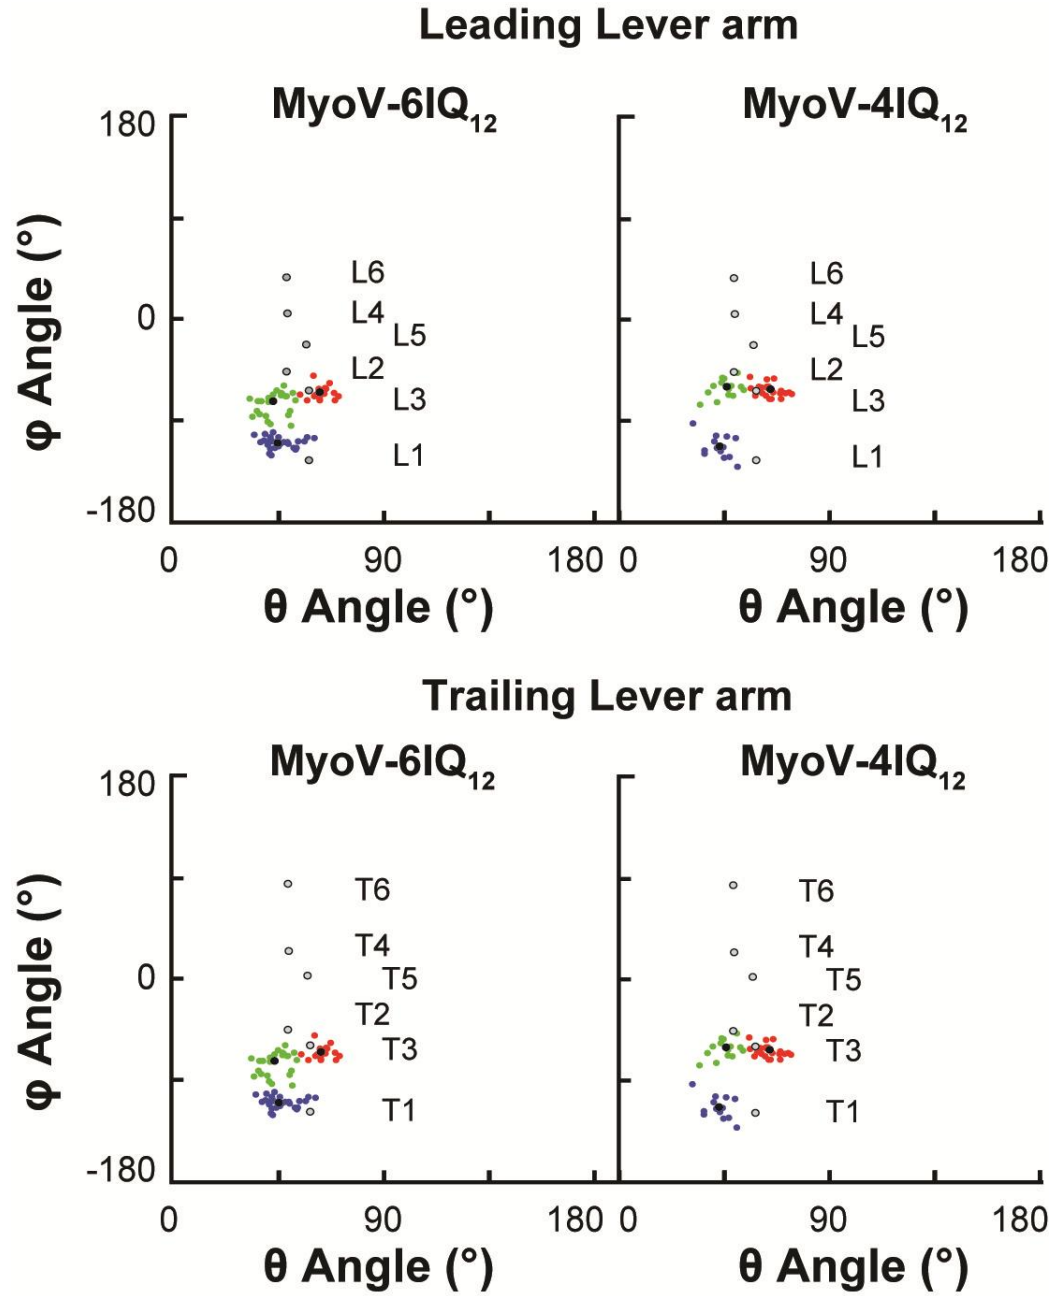 Leading Lever arm
MyoV-6IQ12 MyoV-4IQ12
180
L6 L6
L4 L4
0 L5 L5
L2 L2
L3 L3
L1 L1
-180
0 90 180 0 90 180
θ Angle (°) θ Angle (°)
φ Angle (°)
Trailing Lever arm
MyoV-6IQ12 MyoV-4IQ12
180
T6 T6
T4 T4
0 T5 T5
T2 T2
T3 T3
T1 T1
-180
0 90 180 0 90 180
θ Angle (°) θ Angle (°)
φ Angle (°)